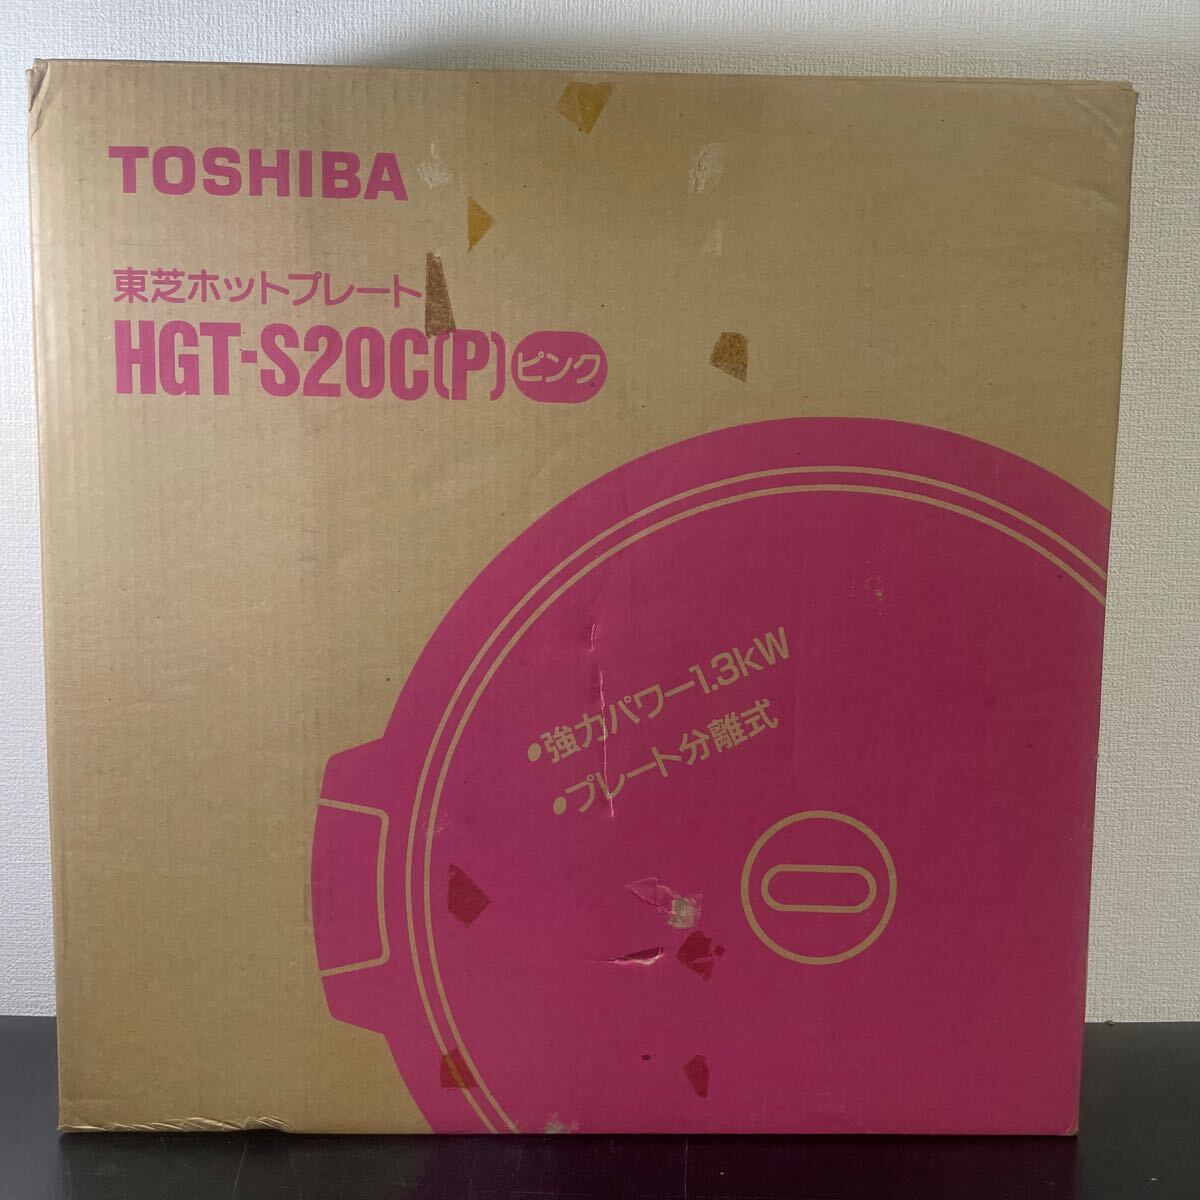 TOSHIBA
東芝ホットプレート
HGT-S20C(P) ピンク
•強力パワー1.3kW
•プレート分離式